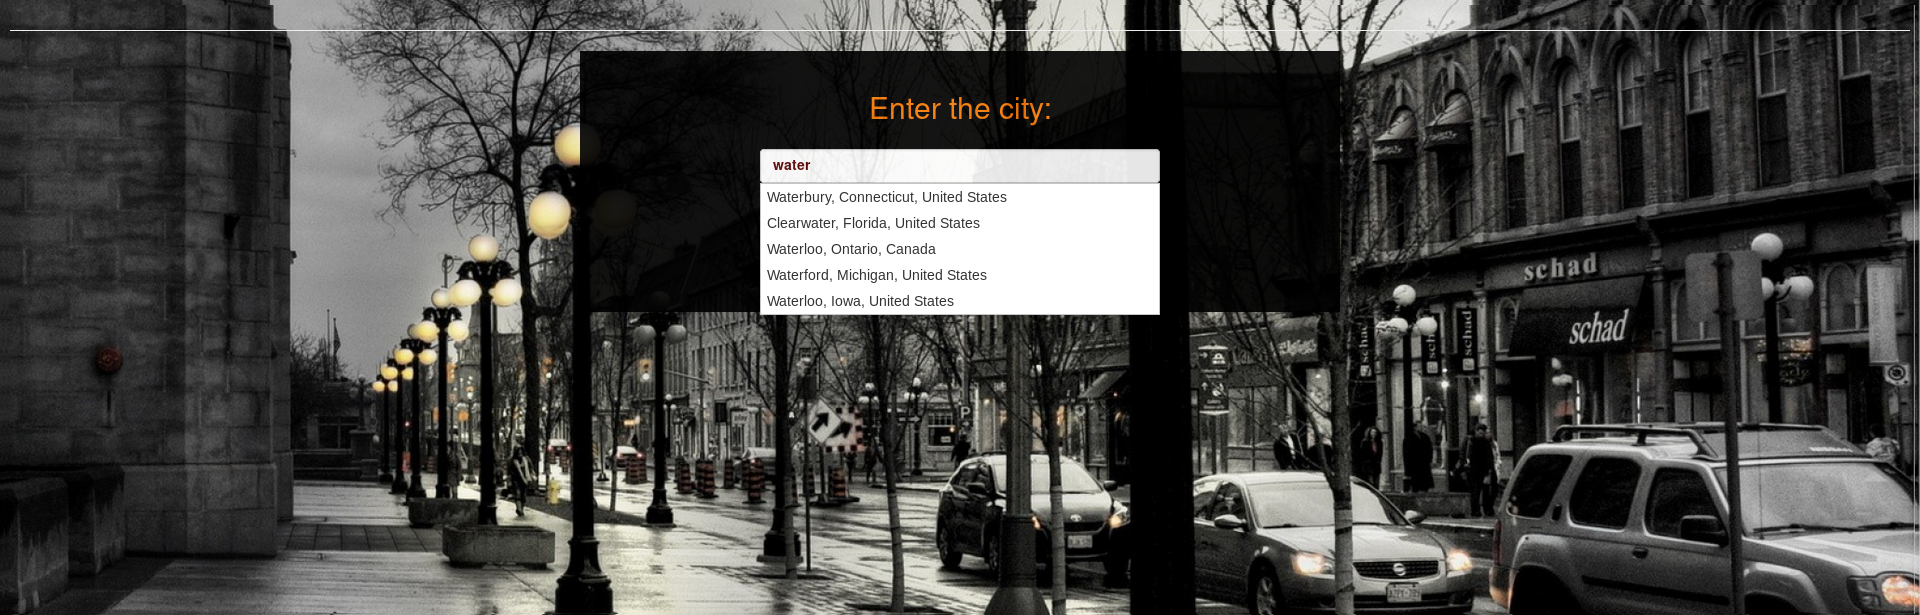 Enter the city:
water
Waterbury, Connecticut, United States
Clearwater, Florida, United States
Waterloo, Ontario, Canada
Waterford, Michigan, United States
Waterloo, Iowa, United States
schad
schad
schad
P